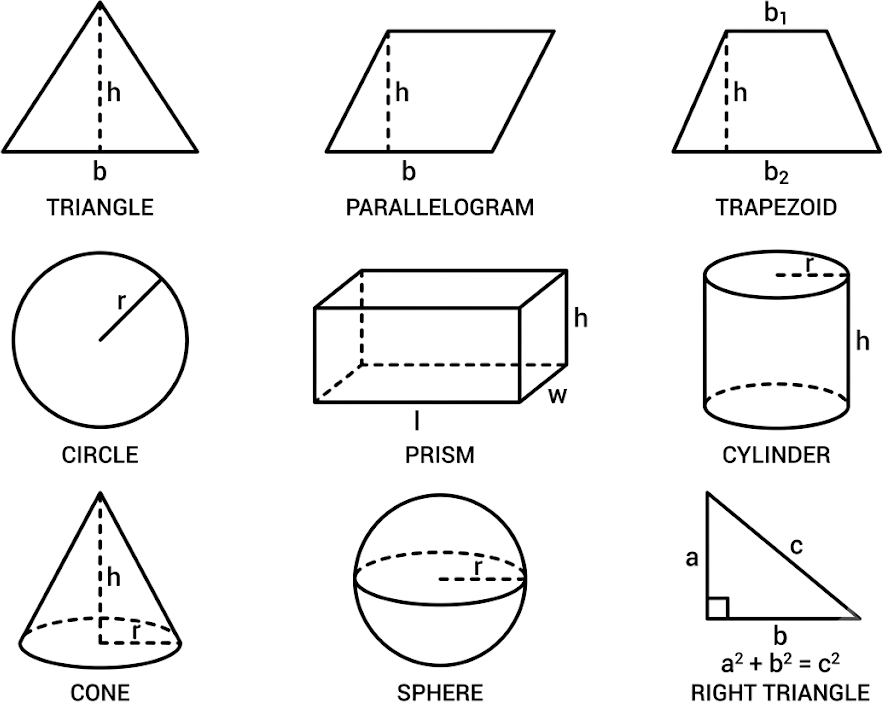 b₁
h
h
h
b
b
b₂
TRIANGLE
PARALLELOGRAM
TRAPEZOID
r
r
h
h
w
l
CIRCLE
PRISM
CYLINDER
h
r
r
a
c
b
a² + b² = c²
CONE
SPHERE
RIGHT TRIANGLE